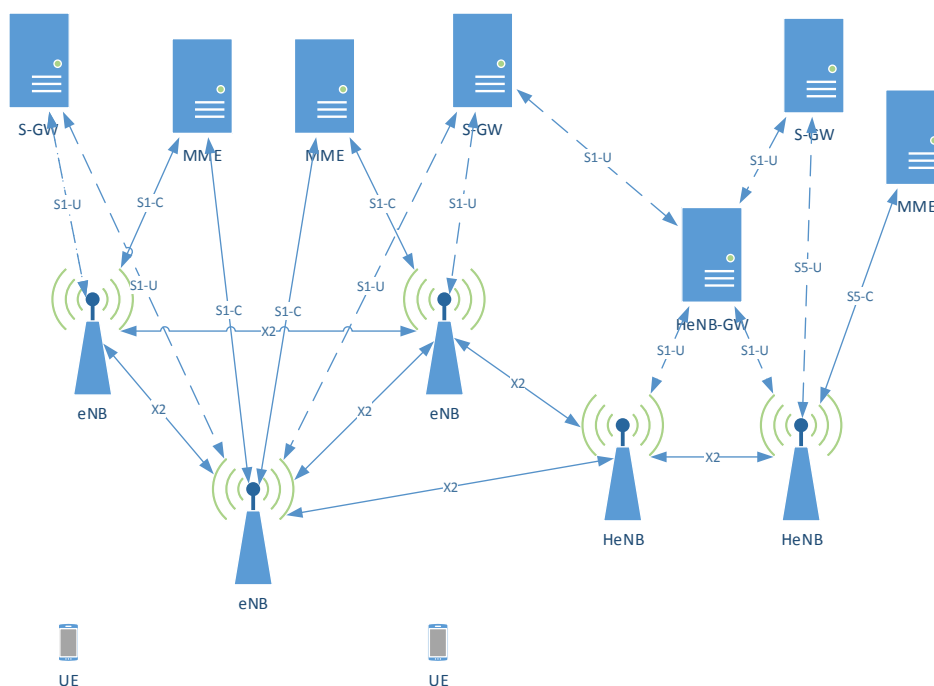 S-GW
MME
MME
S-GW
S-GW
MME
S1-U
S1-C
S1-C
S1-U
S1-U
S1-U
S1-U
S1-U
S1-C
S1-C
S5-U
S5-C
HeNB-GW
X2
S1-U
S1-U
eNB
X2
X2
eNB
X2
X2
X2
HeNB
HeNB
eNB
UE
UE